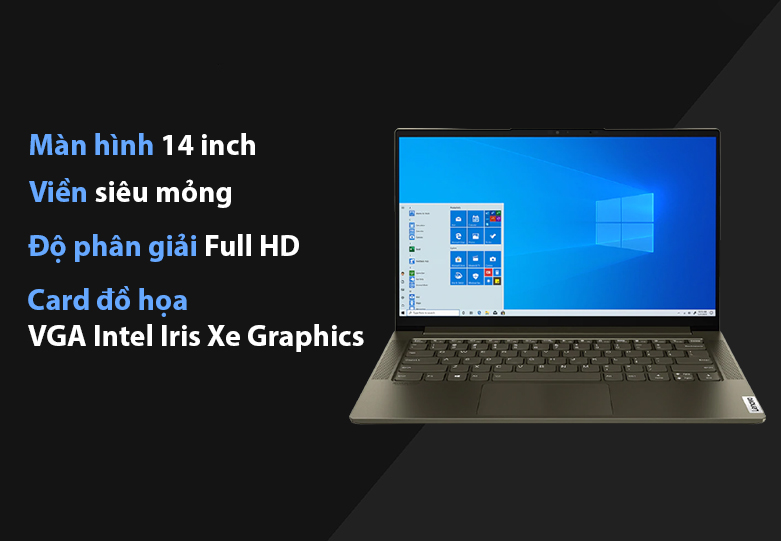 Màn hình 14 inch
Viền siêu mỏng
Độ phân giải Full HD
Card đồ họa
VGA Intel Iris Xe Graphics
Lenovo